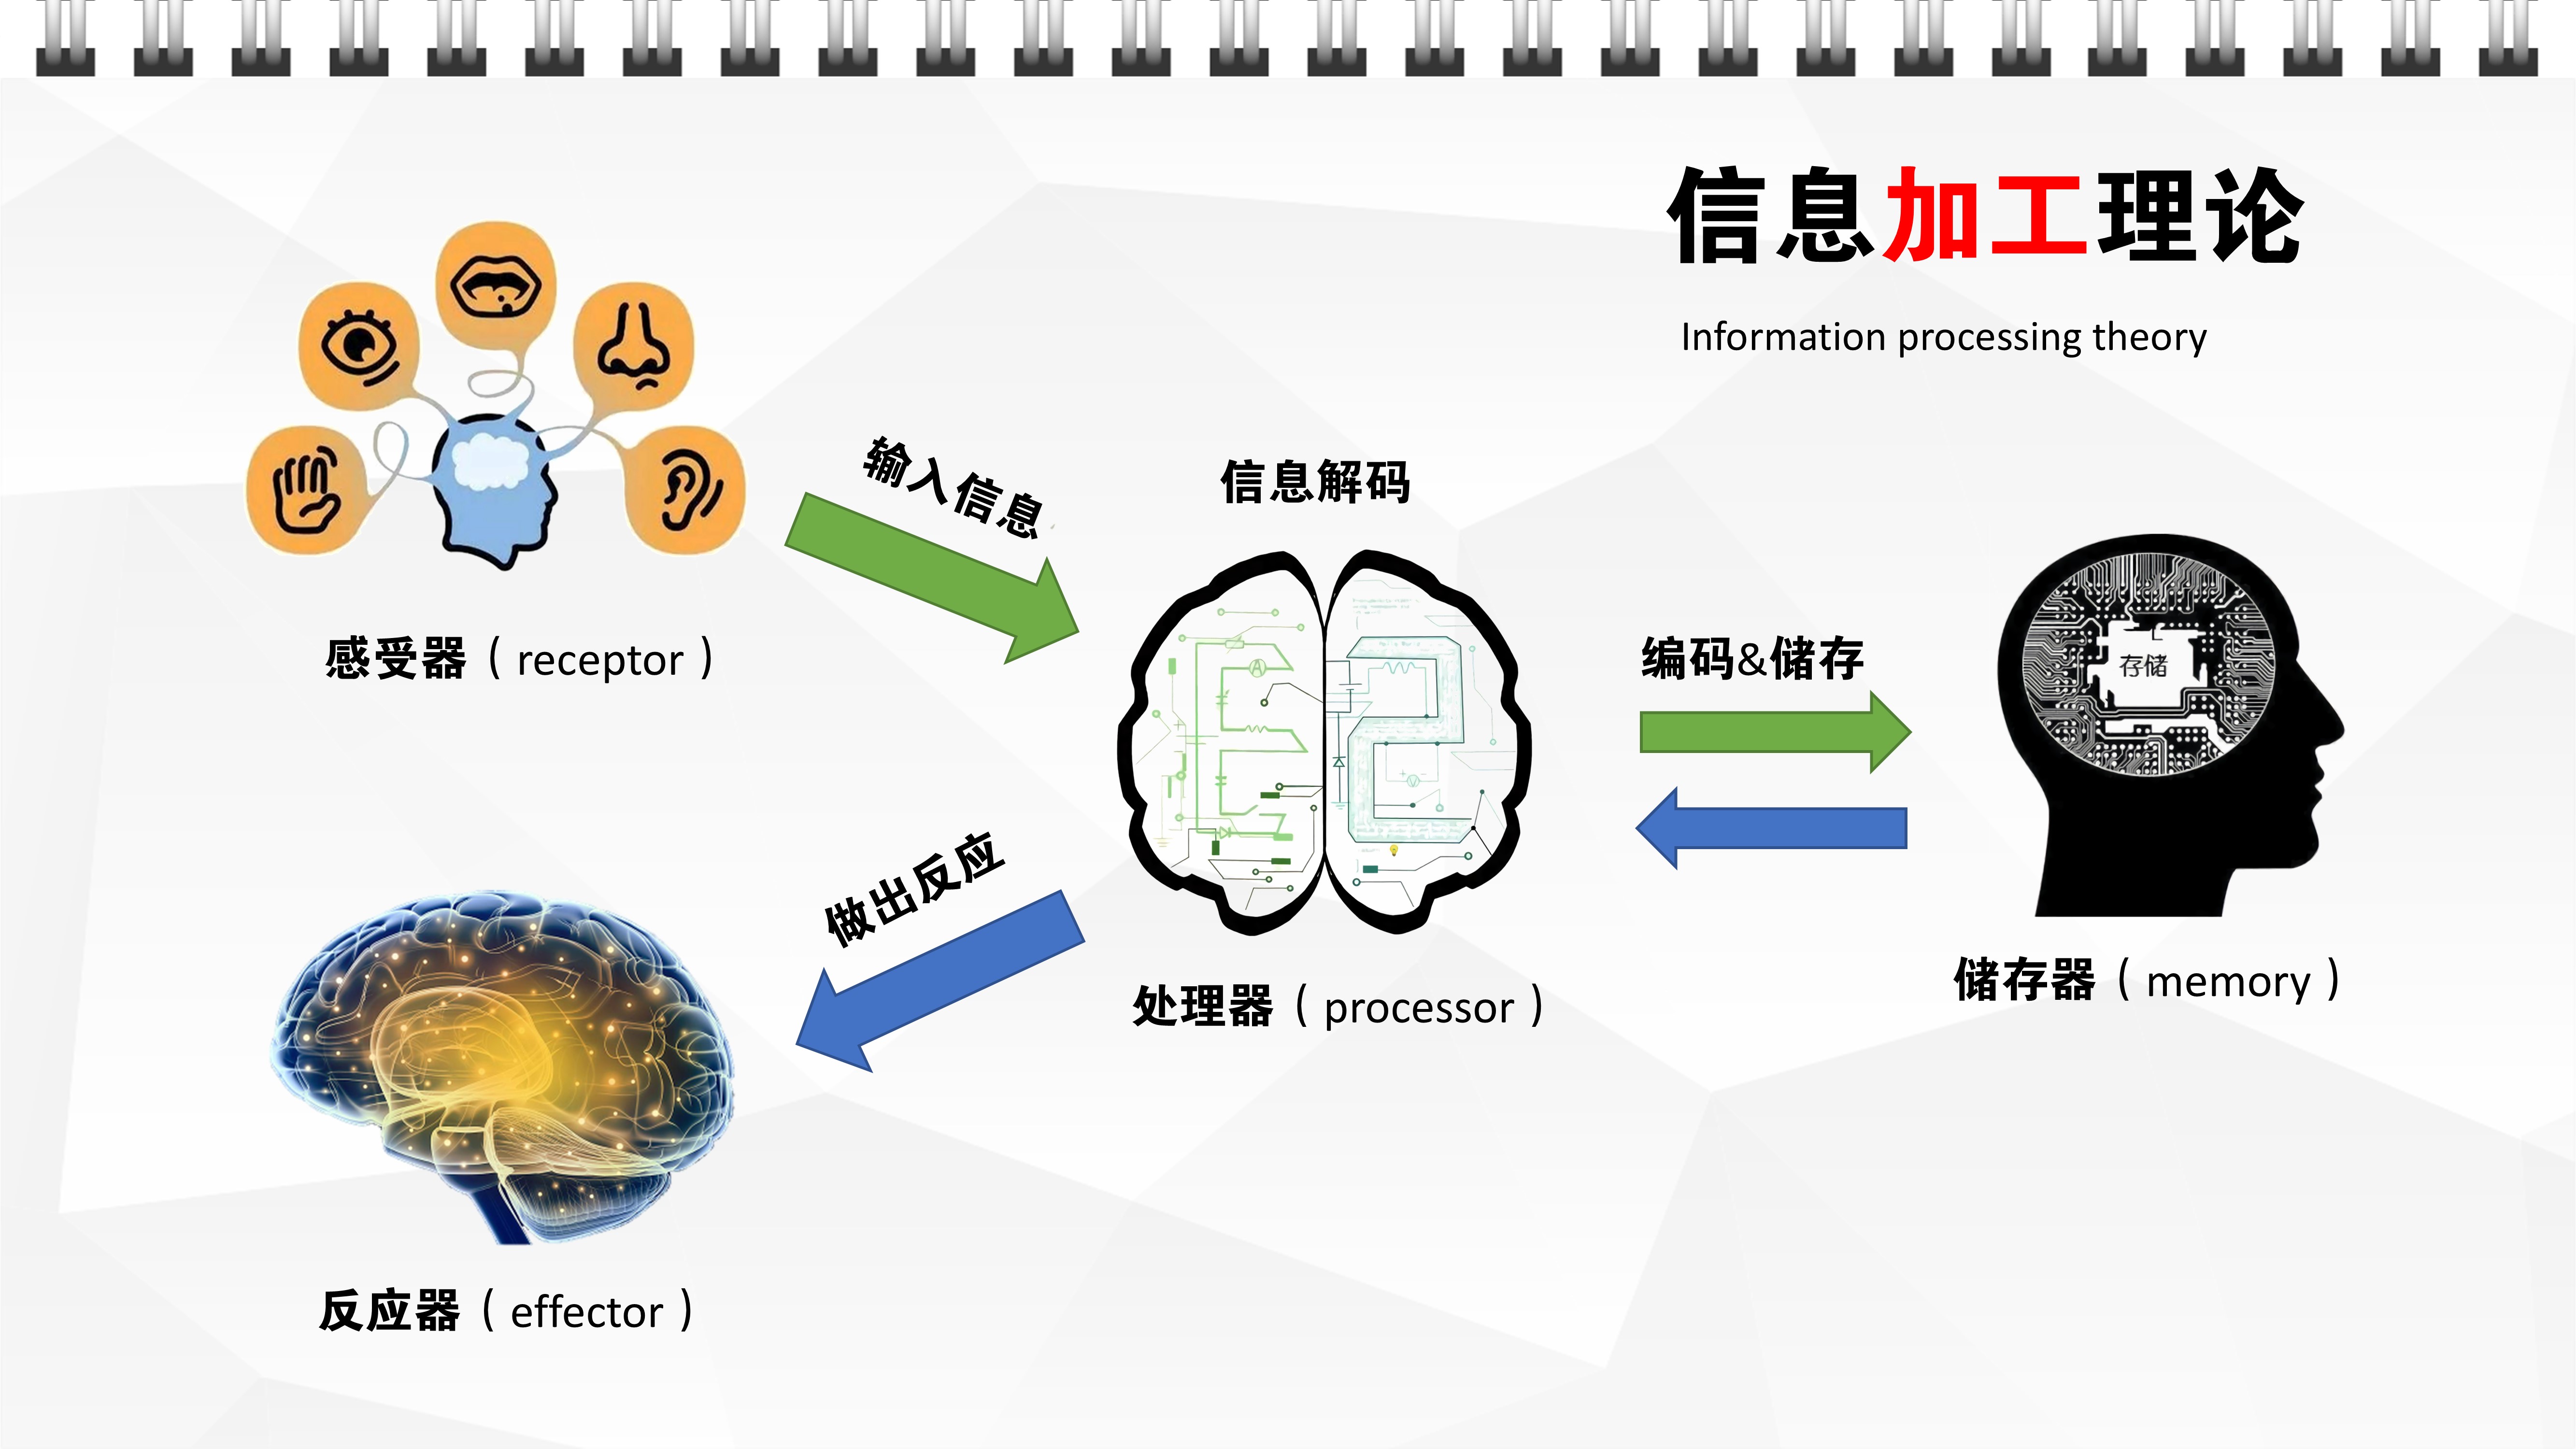 信息加工理论
Information processing theory
输入信息
信息解码
感受器（receptor）
编码&储存
存储
做出反应
处理器（processor）
储存器（memory）
反应器（effector）